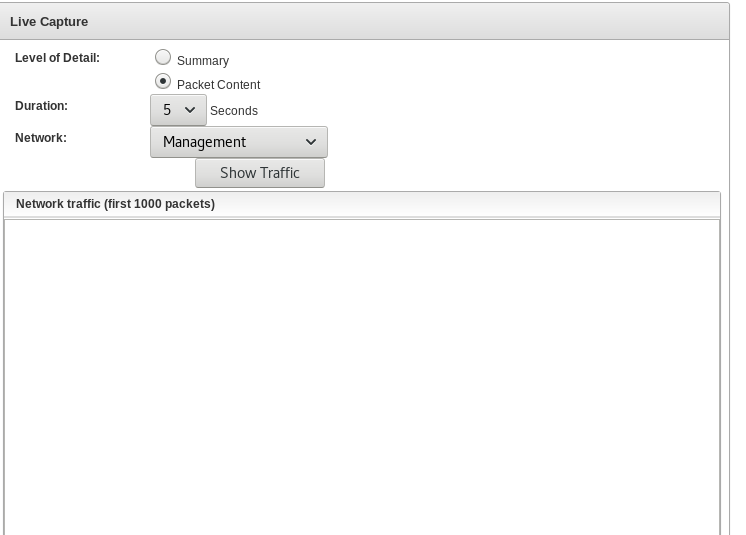 Live Capture
Level of Detail:
Summary
Packet Content
Duration:
5
Seconds
Network:
Management
Show Traffic
Network traffic (first 1000 packets)